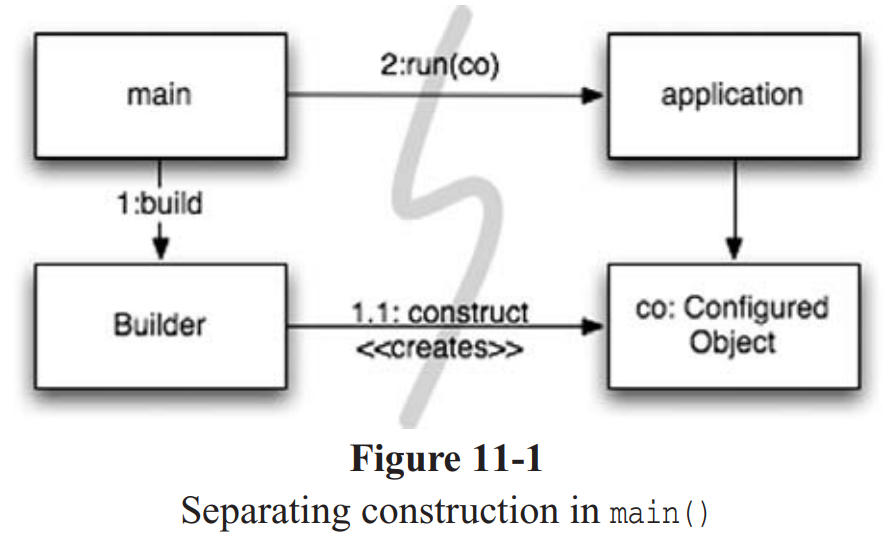 main
2:run(co)
application
1:build
Builder
1.1: construct
<<creates>>
co: Configured
Object
Figure 11-1
Separating construction in main()